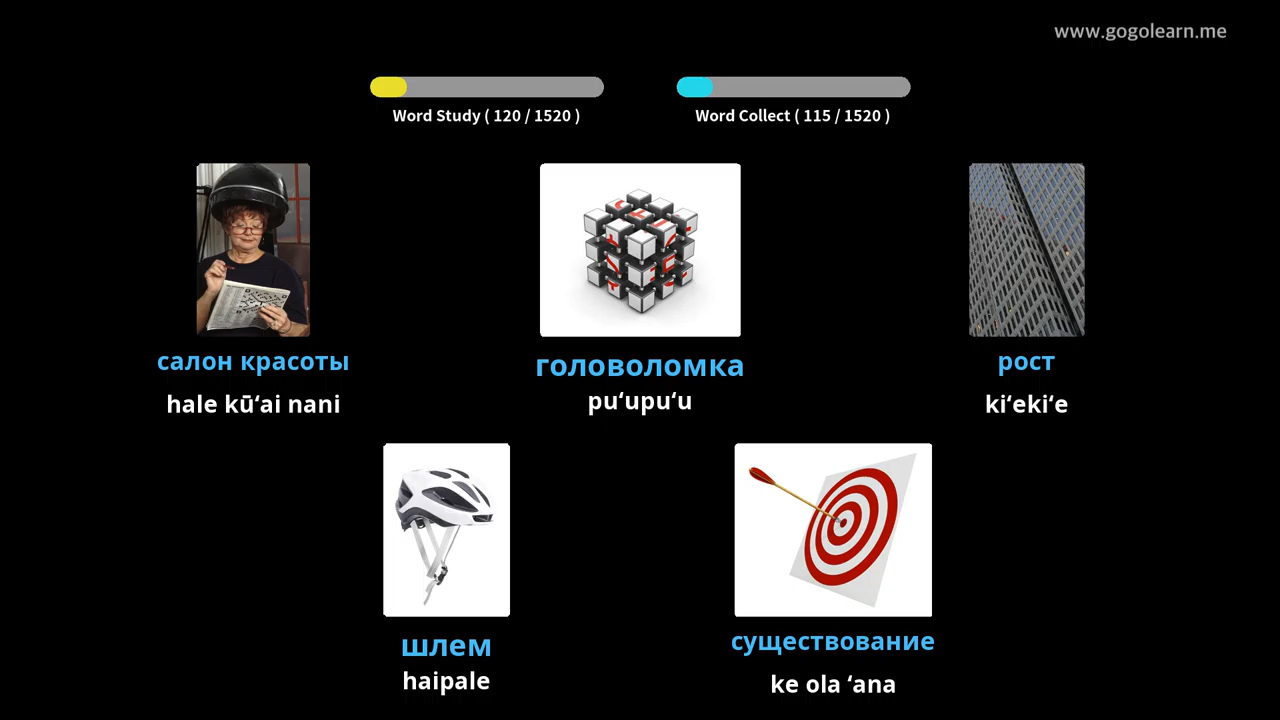 www.gogolearn.me
Word Study ( 120 / 1520 )
Word Collect ( 115 / 1520 )
салон красоты
hale kūʻai nani
головоломка
puʻupuʻu
рост
kiʻekiʻe
шлем
haipale
существование
ke ola ʻana